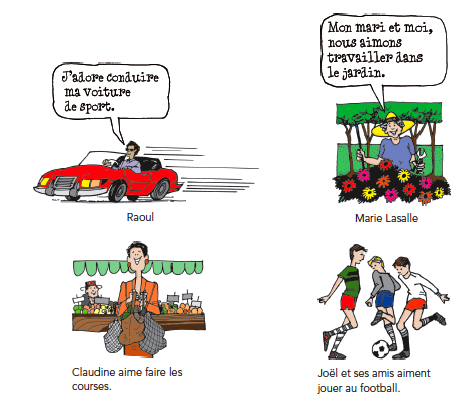 J'adore conduire
ma voiture
de sport.
Raoul
Mon mari et moi,
nous aimons
travailler dans
le jardin.
Marie Lasalle
Claudine aime faire les
courses.
Joël et ses amis aiment
jouer au football.